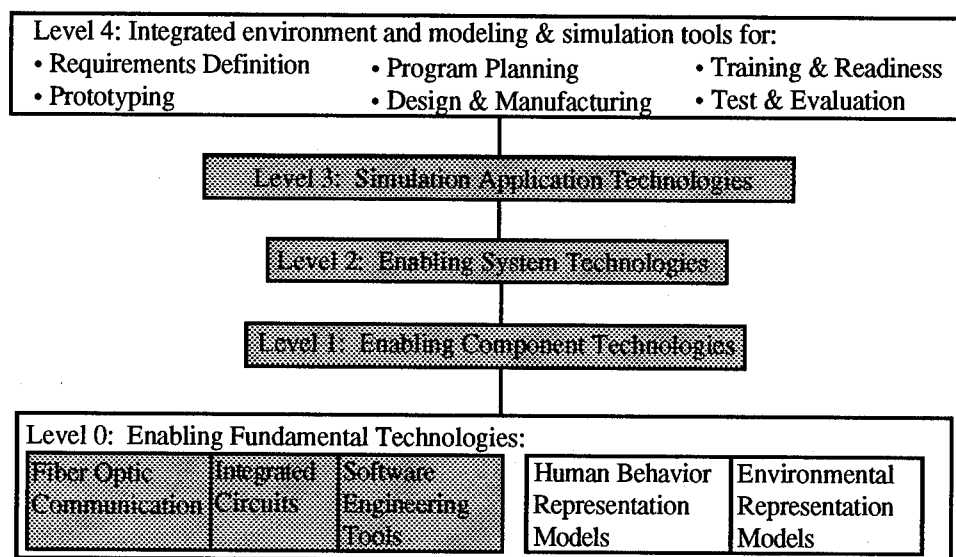 Level 4: Integrated environment and modeling & simulation tools for:
• Requirements Definition • Program Planning • Training & Readiness
• Prototyping • Design & Manufacturing • Test & Evaluation
Level 3: Simulation Application Technologies
Level 2: Enabling System Technologies
Level 1: Enabling Component Technologies
Level 0: Enabling Fundamental Technologies:
Fiber Optic
Communication
Integrated
Circuits
Software
Engineering
Tools
Human Behavior
Representation
Models
Environmental
Representation
Models